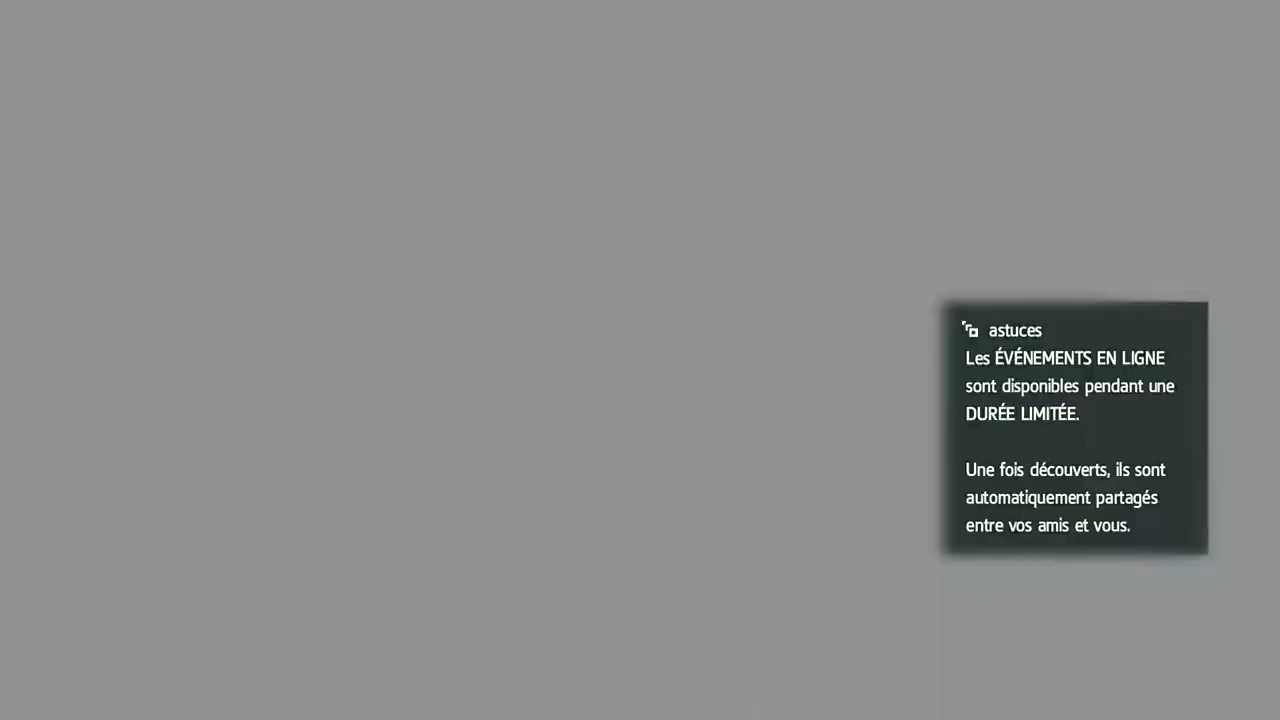 astuces
Les ÉVÉNEMENTS EN LIGNE
sont disponibles pendant une
DURÉE LIMITÉE.
Une fois découverts, ils sont
automatiquement partagés
entre vos amis et vous.